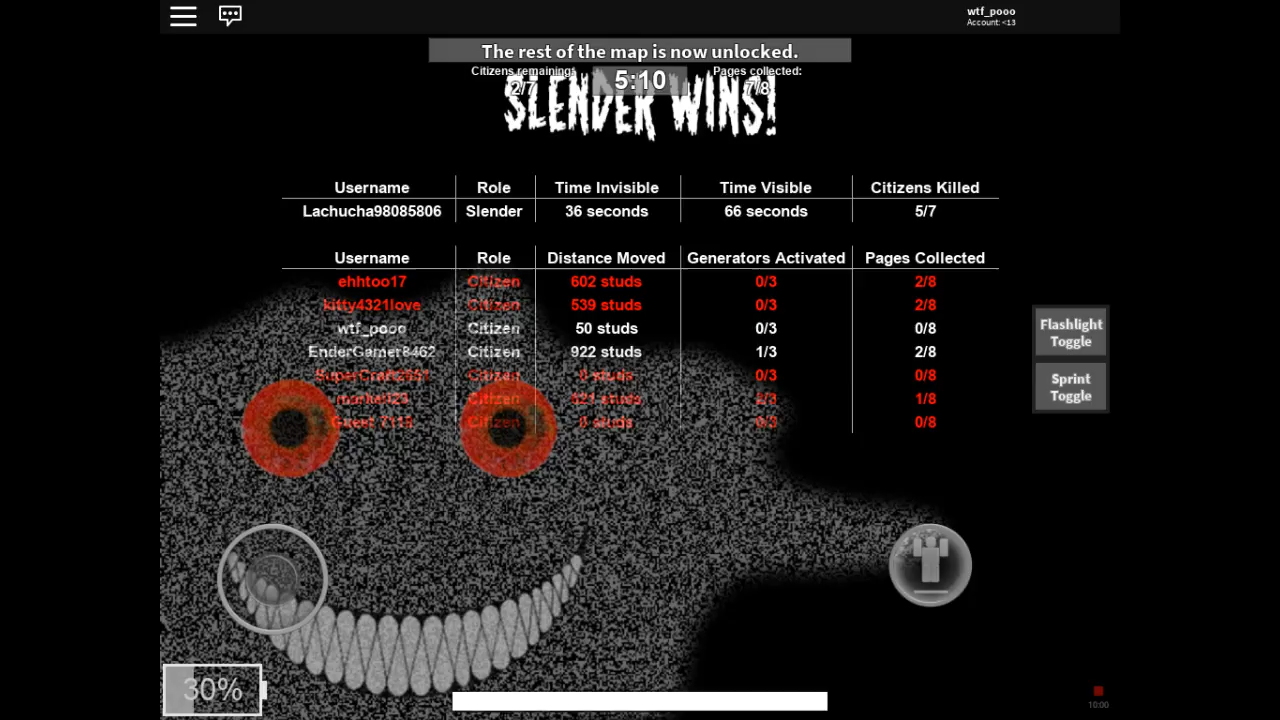 wtf_pooo
Account: <13
The rest of the map is now unlocked.
Citizens remaining: 5:10 Pages collected:
2/7 7/8
SLENDER WINS!
Username Role Time Invisible Time Visible Citizens Killed
Lachucha98085806 Slender 36 seconds 66 seconds 5/7
Username Role Distance Moved Generators Activated Pages Collected
ehhtoo17 Citizen 602 studs 0/3 2/8
kitty4321love Citizen 539 studs 0/3 2/8
wtf_pooo Citizen 50 studs 0/3 0/8
EnderGamer8462 Citizen 922 studs 1/3 2/8
Citizen 0 studs 0/3 0/8
Citizen studs 2/3 1/8
Citizen 0 studs 0/3 0/8
Flashlight
Toggle
Sprint
Toggle
30%
10:00